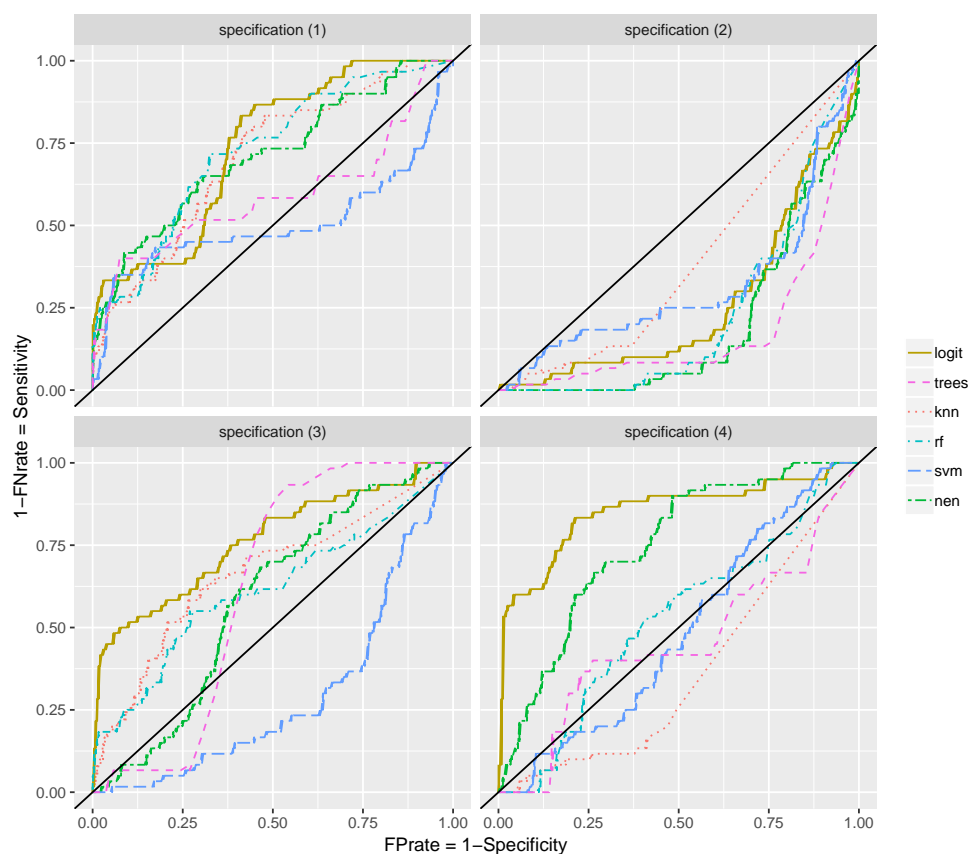 specification (1)
specification (2)
1.00
0.75
0.50
0.25
0.00
specification (3)
specification (4)
1.00
0.75
0.50
0.25
0.00
0.00 0.25 0.50 0.75 1.00
0.00 0.25 0.50 0.75 1.00
FPrate = 1−Specificity
1−FNrate = Sensitivity
logit
trees
knn
rf
svm
nen